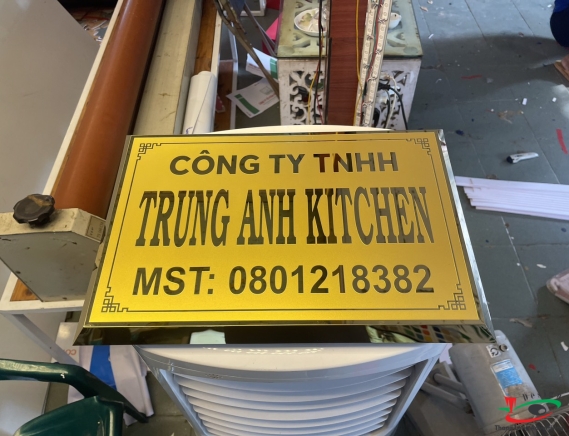 CÔNG TY TNHH
TRUNG ANH KITCHEN
MST: 0801218382